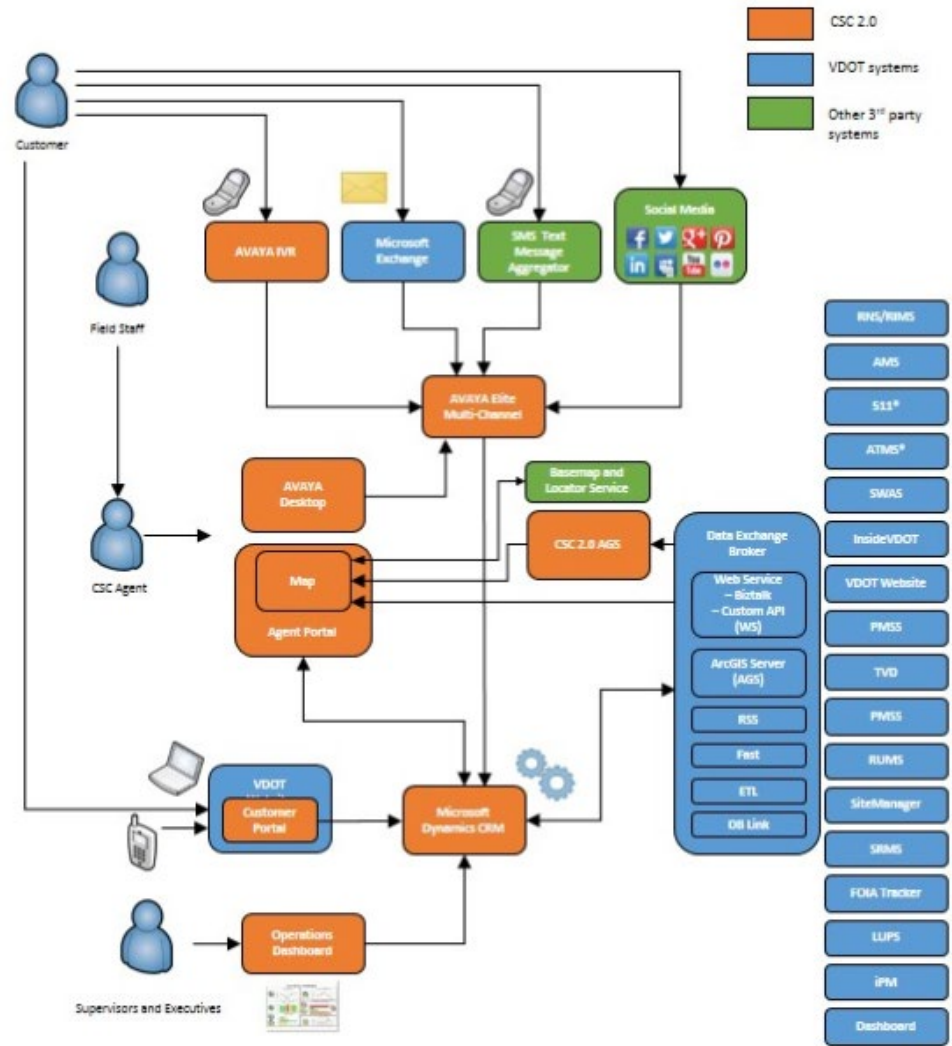 CSC 2.0
VDOT systems
Other 3rd party
systems
Customer
AVAYA IVR
Microsoft
Exchange
SMS Text
Message
Aggregator
Social Media
You
Tube
Field Staff
AVAYA Elite
Multi-Channel
AVAYA
Desktop
Basemap and
Locator Service
CSC 2.0 AGS
CSC Agent
Map
Agent Portal
Data Exchange
Broker
Web Service
– Biztalk
– Custom API
(WS)
ArcGIS Server
(AGS)
RSS
Fast
ETL
DB Link
VDOT
Customer
Portal
Microsoft
Dynamics CRM
Operations
Dashboard
Supervisors and Executives
RNS/RIMS
AMS
511*
ATMS*
SWAS
InsideVDOT
VDOT Website
PMSS
TVD
PMSS
RUMS
SiteManager
SRMS
FOIA Tracker
LUPS
iPM
Dashboard